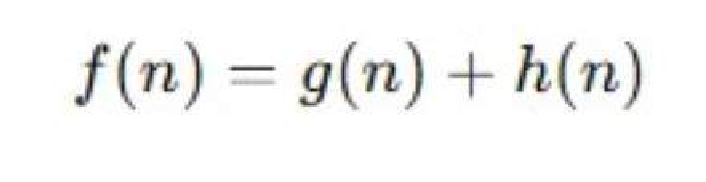 f(n) = g(n) + h(n)